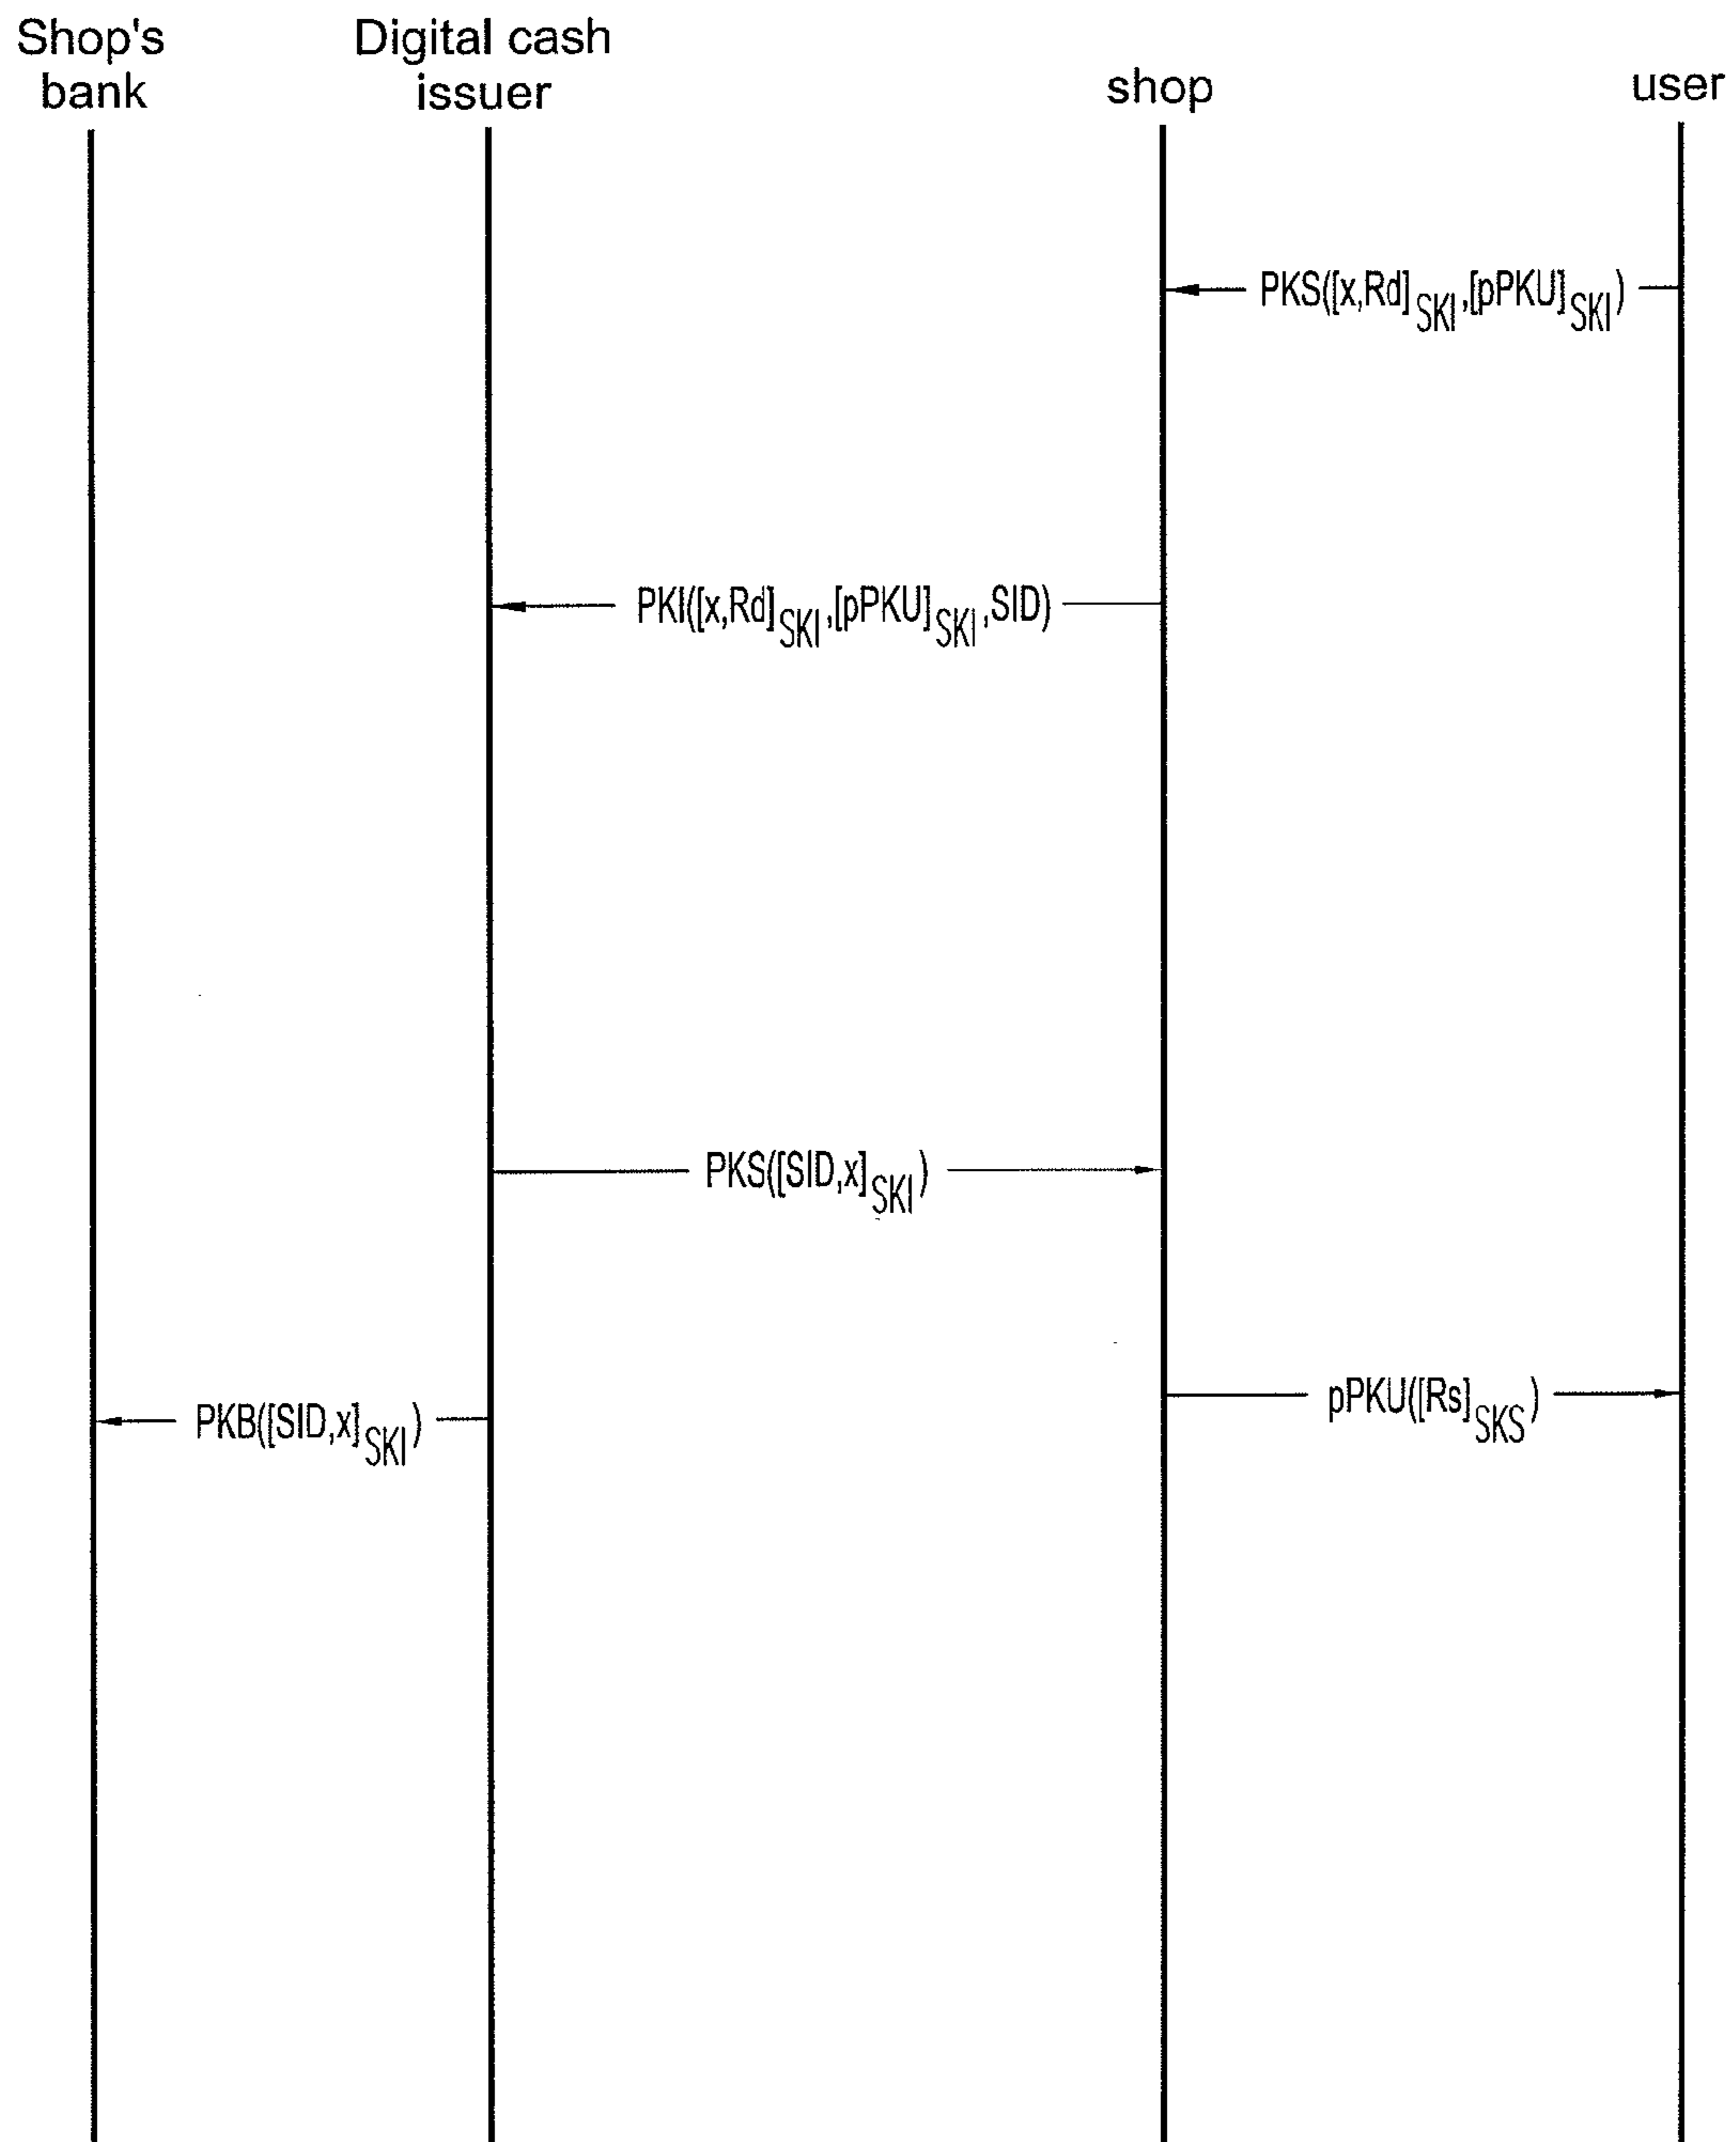 Shop's
bank
Digital cash
issuer
shop
user
PKS([x,Rd]SKI,[pPKU]SKI)
PKI([x,Rd]SKI,[pPKU]SKI,SID)
PKS([SID,x]SKI)
pPKU([Rs]SKS)
PKB([SID,x]SKI)